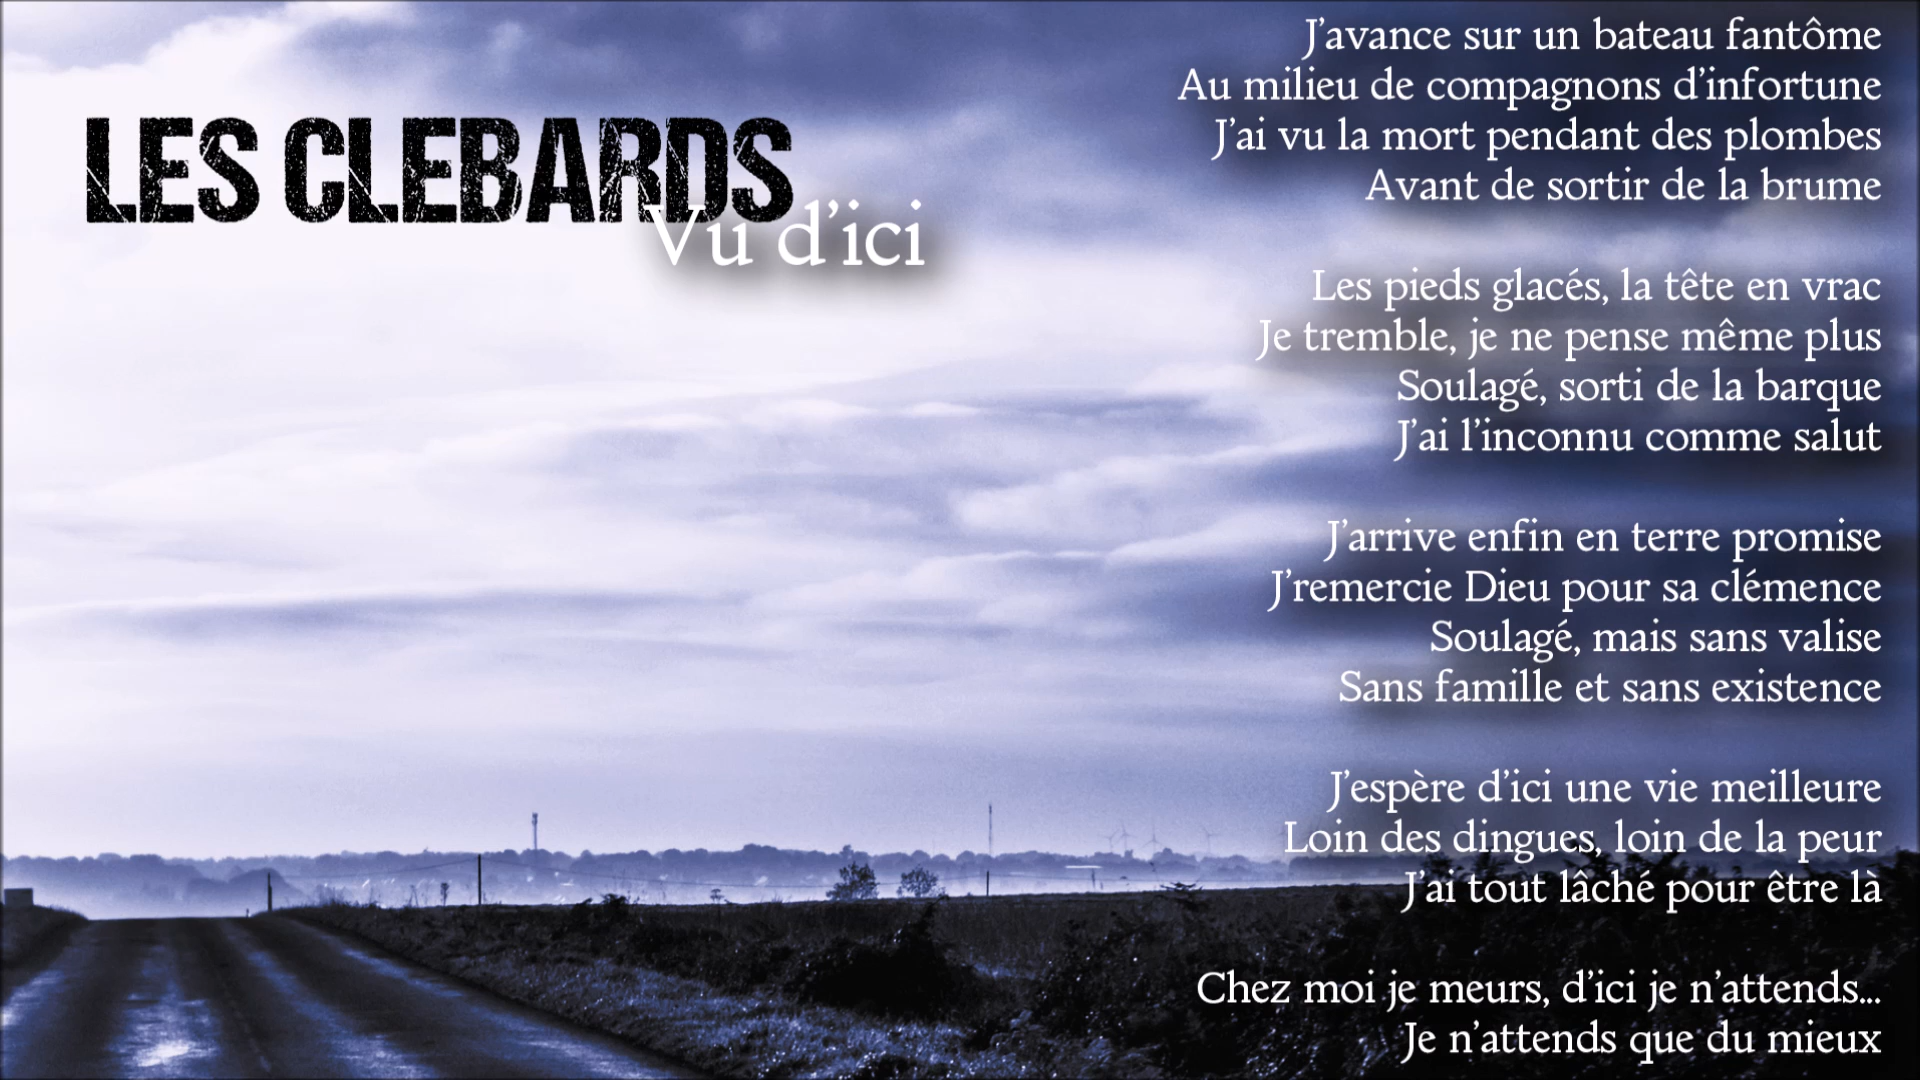 LES CLEBARDS
Vu d'ici
J'avance sur un bateau fantôme
Au milieu de compagnons d'infortune
J'ai vu la mort pendant des plombes
Avant de sortir de la brume
Les pieds glacés, la tête en vrac
Je tremble, je ne pense même plus
Soulagé, sorti de la barque
J'ai l'inconnu comme salut
J'arrive enfin en terre promise
J'remercie Dieu pour sa clémence
Soulagé, mais sans valise
Sans famille et sans existence
J'espère d'ici une vie meilleure
Loin des dingues, loin de la peur
J'ai tout lâché pour être là
Chez moi je meurs, d'ici je n'attends...
Je n'attends que du mieux